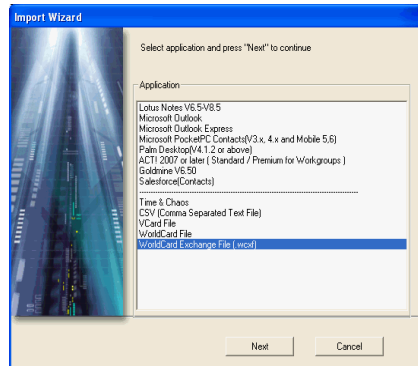 Import Wizard
Select application and press "Next" to continue
Application
Lotus Notes V6.5-V8.5
Microsoft Outlook
Microsoft Outlook Express
Microsoft PocketPC Contacts(V3.x, 4.x and Mobile 5,6)
Palm Desktop(V4.1.2 or above)
ACT! 2007 or later ( Standard / Premium for Workgroups )
Goldmine V6.50
Salesforce(Contacts)
--------------------------------------------------------------
Time & Chaos
CSV (Comma Separated Text File)
VCard File
WorldCard File
WorldCard Exchange File (.wcxf)
Next Cancel